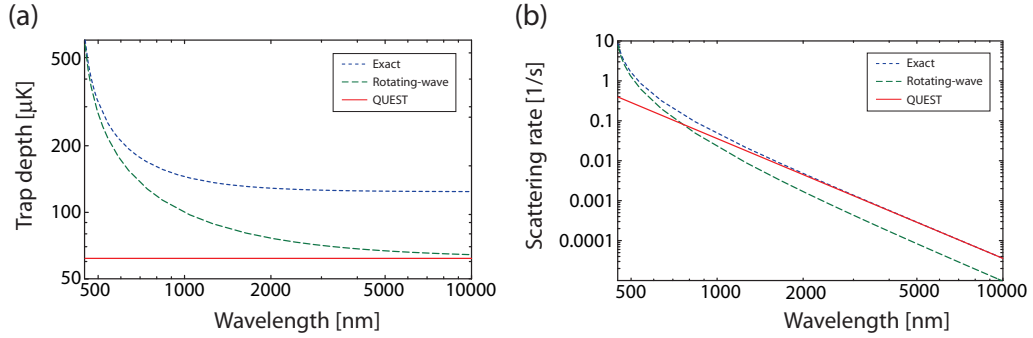 (a)
Trap depth [μK]
500
200
100
50
Exact
Rotating-wave
QUEST
500
1000
2000
5000
10000
Wavelength [nm]
(b)
Scattering rate [1/s]
10
1
0.1
0.01
0.001
0.0001
Exact
Rotating-wave
QUEST
500
1000
2000
5000
10000
Wavelength [nm]